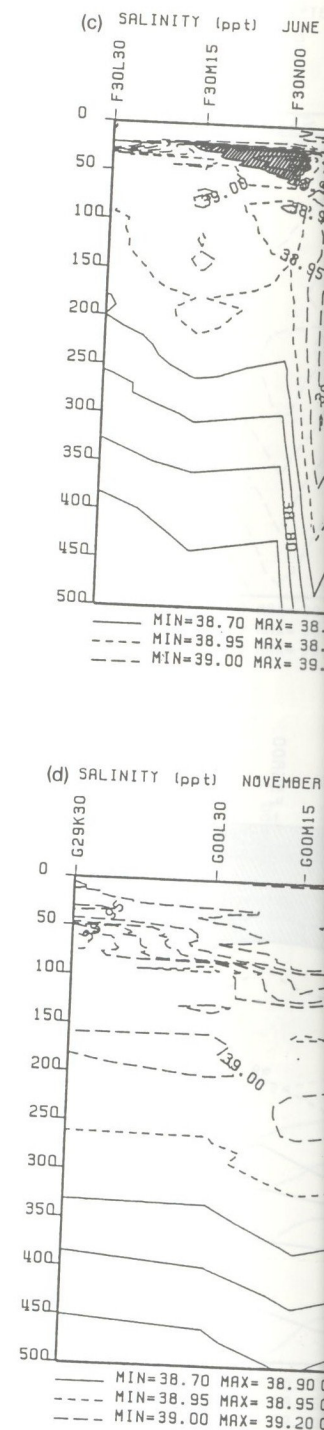 (c) SALINITY (ppt) JUNE
F30L30 F30M15 F30N00
0
50
100
150
200
250
300
350
400
450
500
39.00
38.95
38.80
MIN=38.70 MAX=38.
MIN=38.95 MAX=38.
MIN=39.00 MAX=39.
(d) SALINITY (ppt) NOVEMBER
G29K30 G00L30 G00M15
0
50
100
150
200
250
300
350
400
450
500
39.00
MIN=38.70 MAX= 38.90
MIN=38.95 MAX= 38.95
MIN=39.00 MAX= 39.20